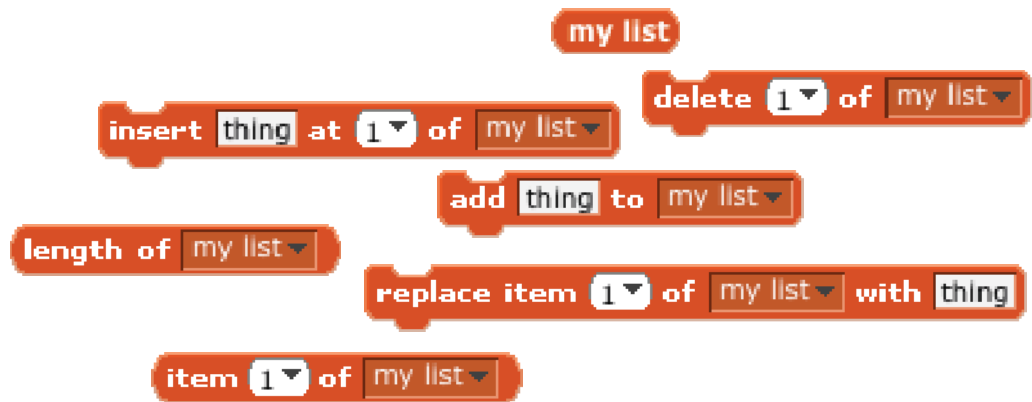 my list
delete 1 of my list
insert thing at 1 of my list
add thing to my list
length of my list
replace item 1 of my list with thing
item 1 of my list